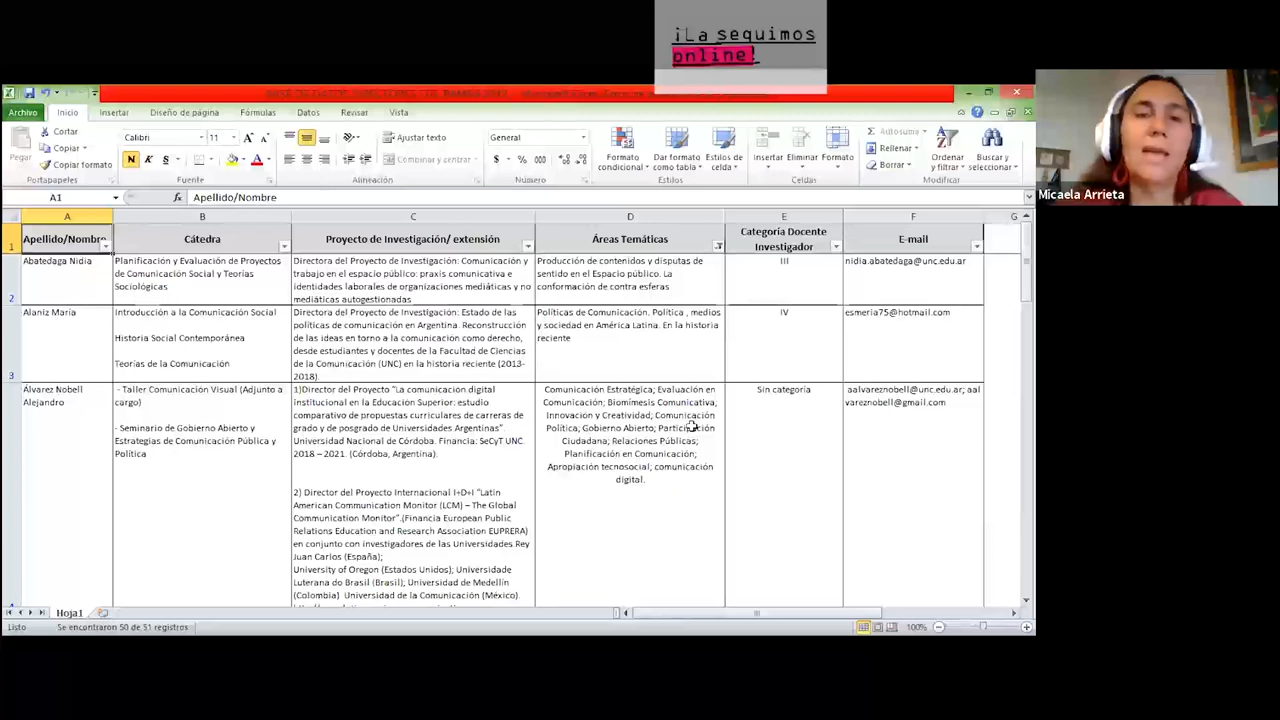 ¡La seguimos
online!
Archivo Inicio Insertar Diseño de página Fórmulas Datos Revisar Vista
Cortar
Copiar
Copiar formato
Pegar
Portapapeles
Calibri 11
N K S
Fuente
Ajustar texto
Combinar y centrar
Alineación
General
$ % 000
Número
Formato condicional
Dar formato como tabla
Estilos de celda
Estilos
Insertar Eliminar Formato
Celdas
Autosuma
Rellenar
Borrar
Ordenar y filtrar
Buscar y seleccionar
Modificar
Micaela Arrieta
A1 fx Apellido/Nombre
A B C D E F G
1 Apellido/Nombre Cátedra Proyecto de Investigación/ extensión Áreas Temáticas Categoría Docente Investigador E-mail
2 Abatedaga Nidia
Planificación y Evaluación de Proyectos
de Comunicación Social y Teorías
Sociológicas
Directora del Proyecto de Investigación: Comunicación y
trabajo en el espacio público: praxis comunicativa e
identidades laborales de organizaciones mediáticas y no
mediáticas autogestionadas
Producción de contenidos y disputas de
sentido en el Espacio público. La
conformación de contra esferas
III
nidia.abatedaga@unc.edu.ar
3 Alaniz María
Introducción a la Comunicación Social
Historia Social Contemporánea
Teorías de la Comunicación
Directora del Proyecto de Investigación: Estado de las
políticas de comunicación en Argentina. Reconstrucción
de las ideas en torno a la comunicación como derecho,
desde estudiantes y docentes de la Facultad de Ciencias
de la Comunicación (UNC) en la historia reciente (2013-
2018).
Políticas de Comunicación. Política , medios
y sociedad en América Latina. En la historia
reciente
IV
esmeria75@hotmail.com
Álvarez Nobell
Alejandro
- Taller Comunicación Visual (Adjunto a
cargo)
- Seminario de Gobierno Abierto y
Estrategias de Comunicación Pública y
Política
1)Director del Proyecto "La comunicación digital
institucional en la Educación Superior: estudio
comparativo de propuestas curriculares de carreras de
grado y de posgrado de Universidades Argentinas".
Universidad Nacional de Córdoba. Financia: SeCyT UNC.
2018 – 2021. (Córdoba, Argentina).
2) Director del Proyecto Internacional I+D+I "Latin
American Communication Monitor (LCM) – The Global
Communication Monitor".(Financia European Public
Relations Education and Research Association EUPRERA)
en conjunto con investigadores de las Universidades Rey
Juan Carlos (España);
University of Oregon (Estados Unidos); Universidade
Luterana do Brasil (Brasil); Universidad de Medellín
(Colombia) Universidad de la Comunicación (México).
Comunicación Estratégica; Evaluación en
Comunicación; Biomímesis Comunicativa,
Innovación y Creatividad; Comunicación
Política; Gobierno Abierto; Participación
Ciudadana; Relaciones Públicas;
Planificación en Comunicación;
Apropiación tecnosocial; comunicación
digital.
Sin categoría
aalvareznobell@unc.edu.ar; aal
vareznobell@gmail.com
Hoja1
Listo Se encontraron 50 de 51 registros 100%